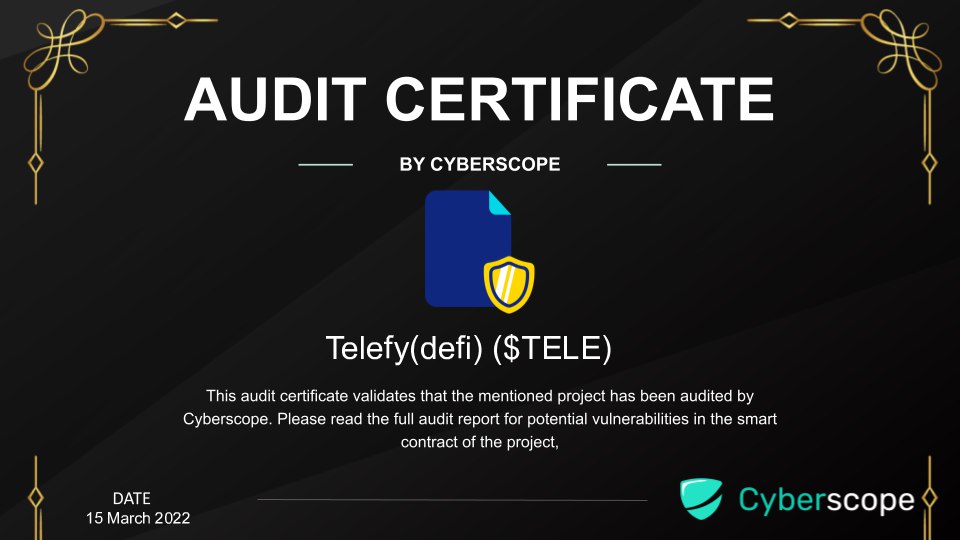 AUDIT CERTIFICATE
BY CYBERSCOPE
Telefy(defi) ($TELE)
This audit certificate validates that the mentioned project has been audited by
Cyberscope. Please read the full audit report for potential vulnerabilities in the smart
contract of the project,
DATE
15 March 2022
Cyberscope